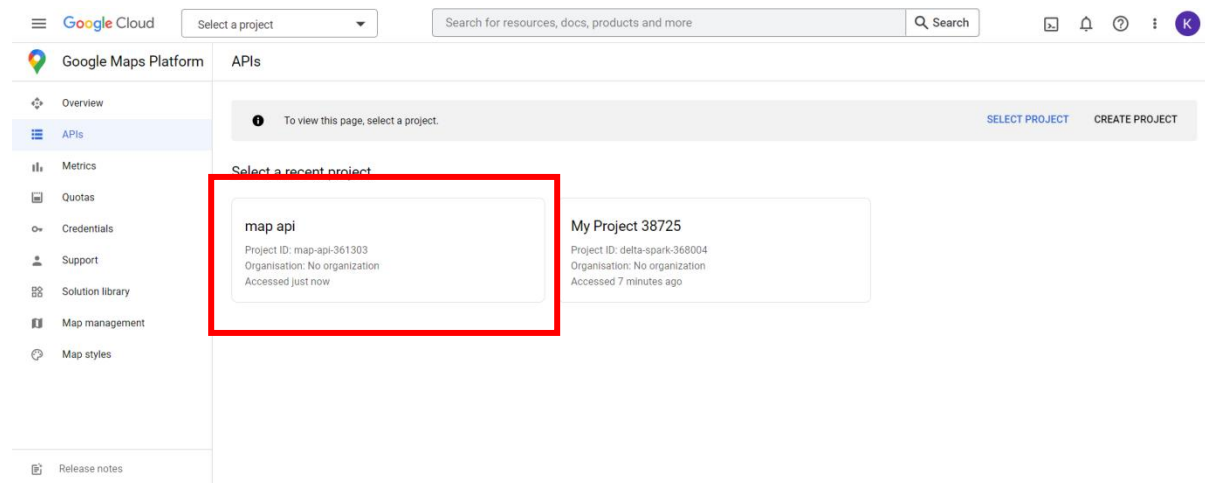 Google Cloud
Select a project
Search for resources, docs, products and more
Search
K
Google Maps Platform
APIs
Overview
APIs
Metrics
Quotas
Credentials
Support
Solution library
Map management
Map styles
Release notes
To view this page, select a project.
SELECT PROJECT
CREATE PROJECT
Select a recent project
map api
Project ID: map-api-361303
Organisation: No organization
Accessed just now
My Project 38725
Project ID: delta-spark-368004
Organisation: No organization
Accessed 7 minutes ago